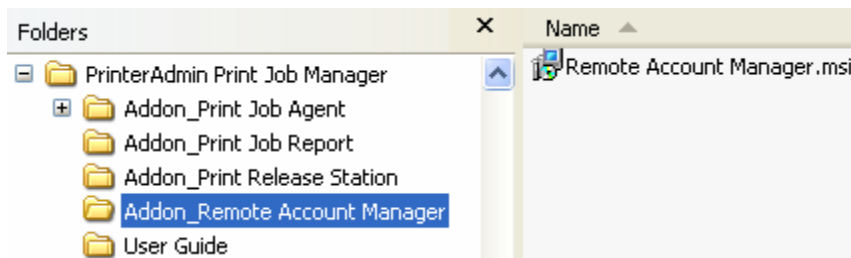 Folders
PrinterAdmin Print Job Manager
Addon_Print Job Agent
Addon_Print Job Report
Addon_Print Release Station
Addon_Remote Account Manager
User Guide
Name
Remote Account Manager.msi